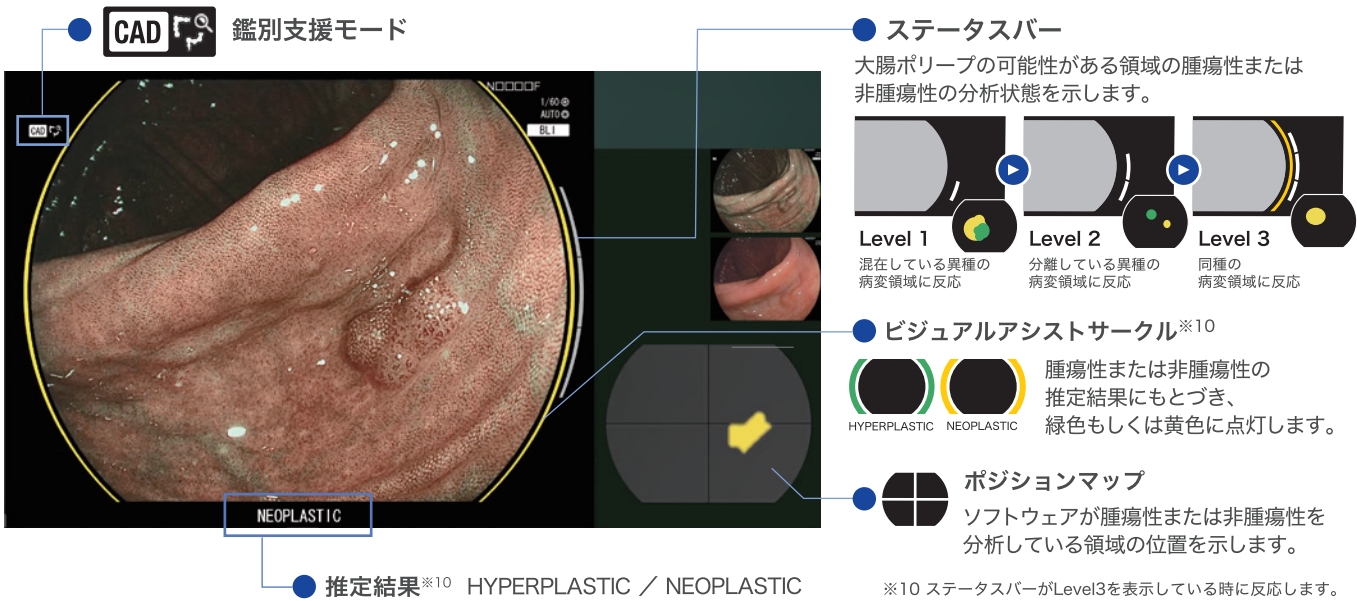 CAD
鑑別支援モード
CAD
N□□□□F
1/60
AUTO
BLI
NEOPLASTIC
推定結果※10 HYPERPLASTIC ／ NEOPLASTIC
ステータスバー
大腸ポリープの可能性がある領域の腫瘍性または
非腫瘍性の分析状態を示します。
Level 1
混在している異種の
病変領域に反応
Level 2
分離している異種の
病変領域に反応
Level 3
同種の
病変領域に反応
ビジュアルアシストサークル※10
HYPERPLASTIC
NEOPLASTIC
腫瘍性または非腫瘍性の
推定結果にもとづき、
緑色もしくは黄色に点灯します。
ポジションマップ
ソフトウェアが腫瘍性または非腫瘍性を
分析している領域の位置を示します。
※10 ステータスバーがLevel3を表示している時に反応します。